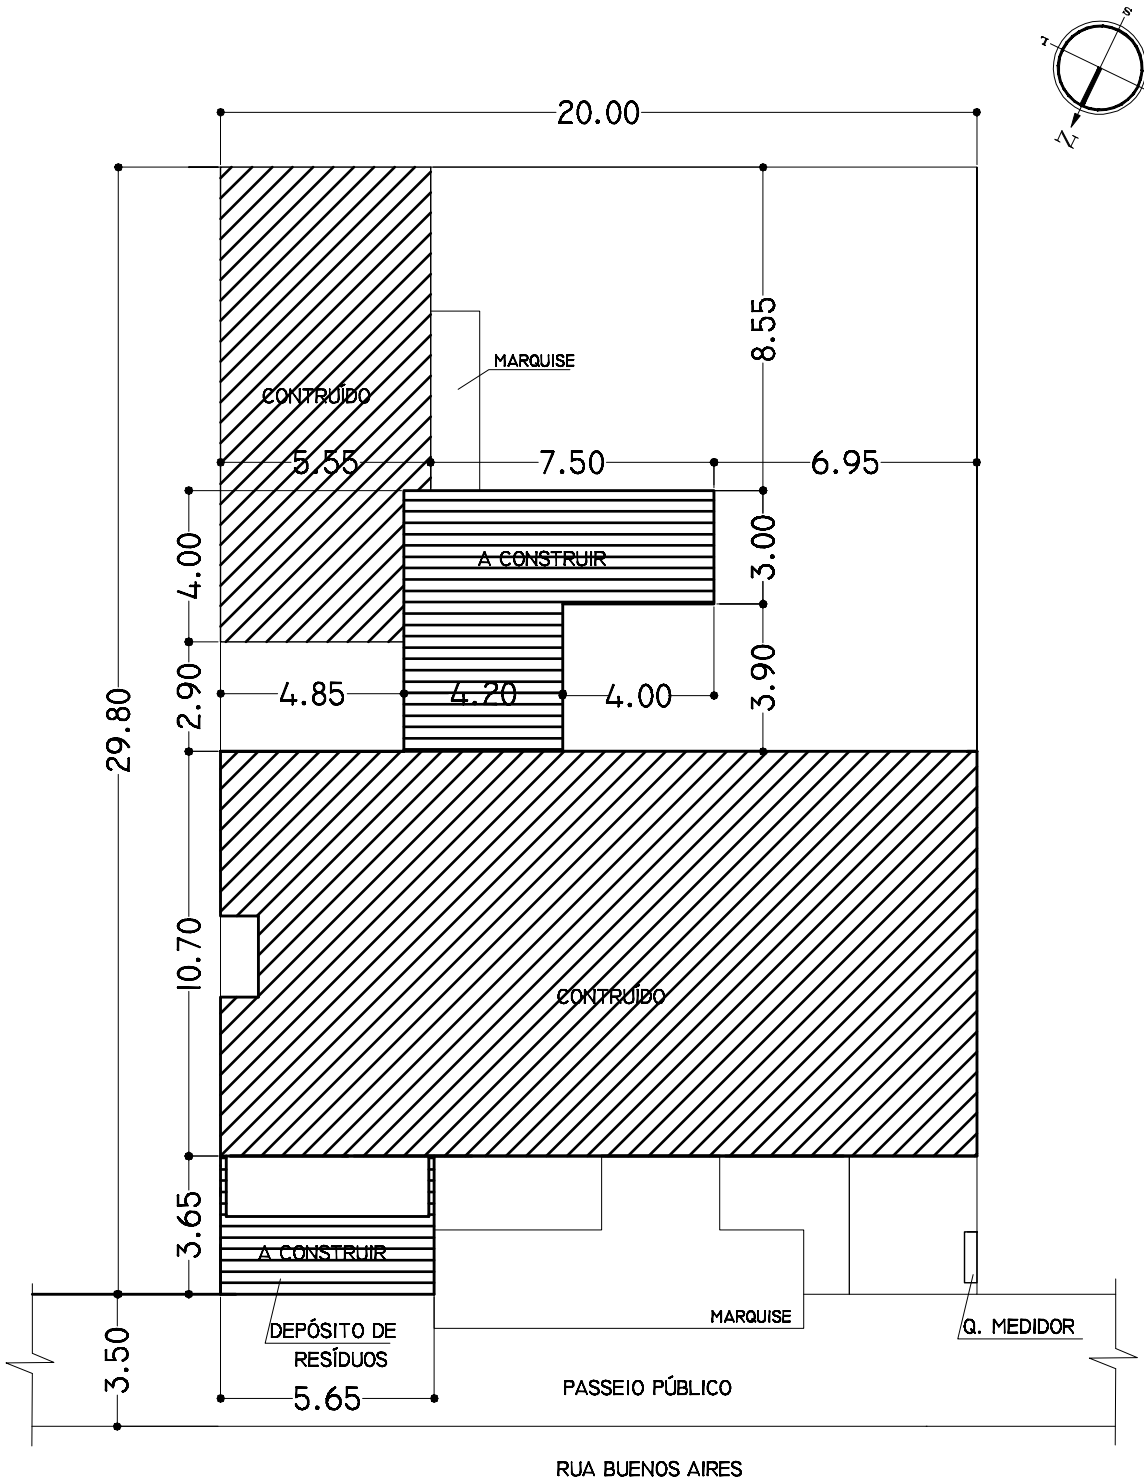 S
L
N
20.00
8.55
MARQUISE
CONTRUÍDO
5.55
7.50
6.95
4.00
A CONSTRUIR
3.00
2.90
4.85
4.20
4.00
3.90
29.80
10.70
CONTRUÍDO
3.65
A CONSTRUIR
MARQUISE
DEPÓSITO DE
RESÍDUOS
Q. MEDIDOR
3.50
5.65
PASSEIO PÚBLICO
RUA BUENOS AIRES